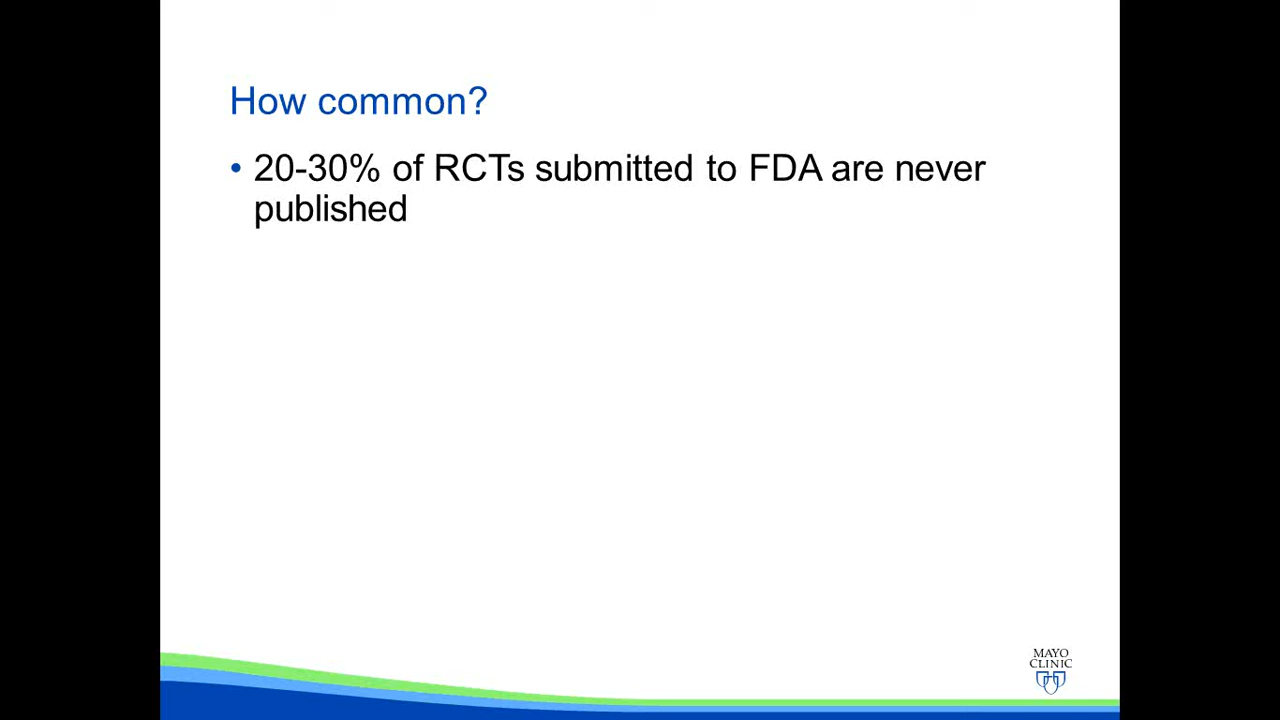 How common?
• 20-30% of RCTs submitted to FDA are never
published
MAYO
CLINIC